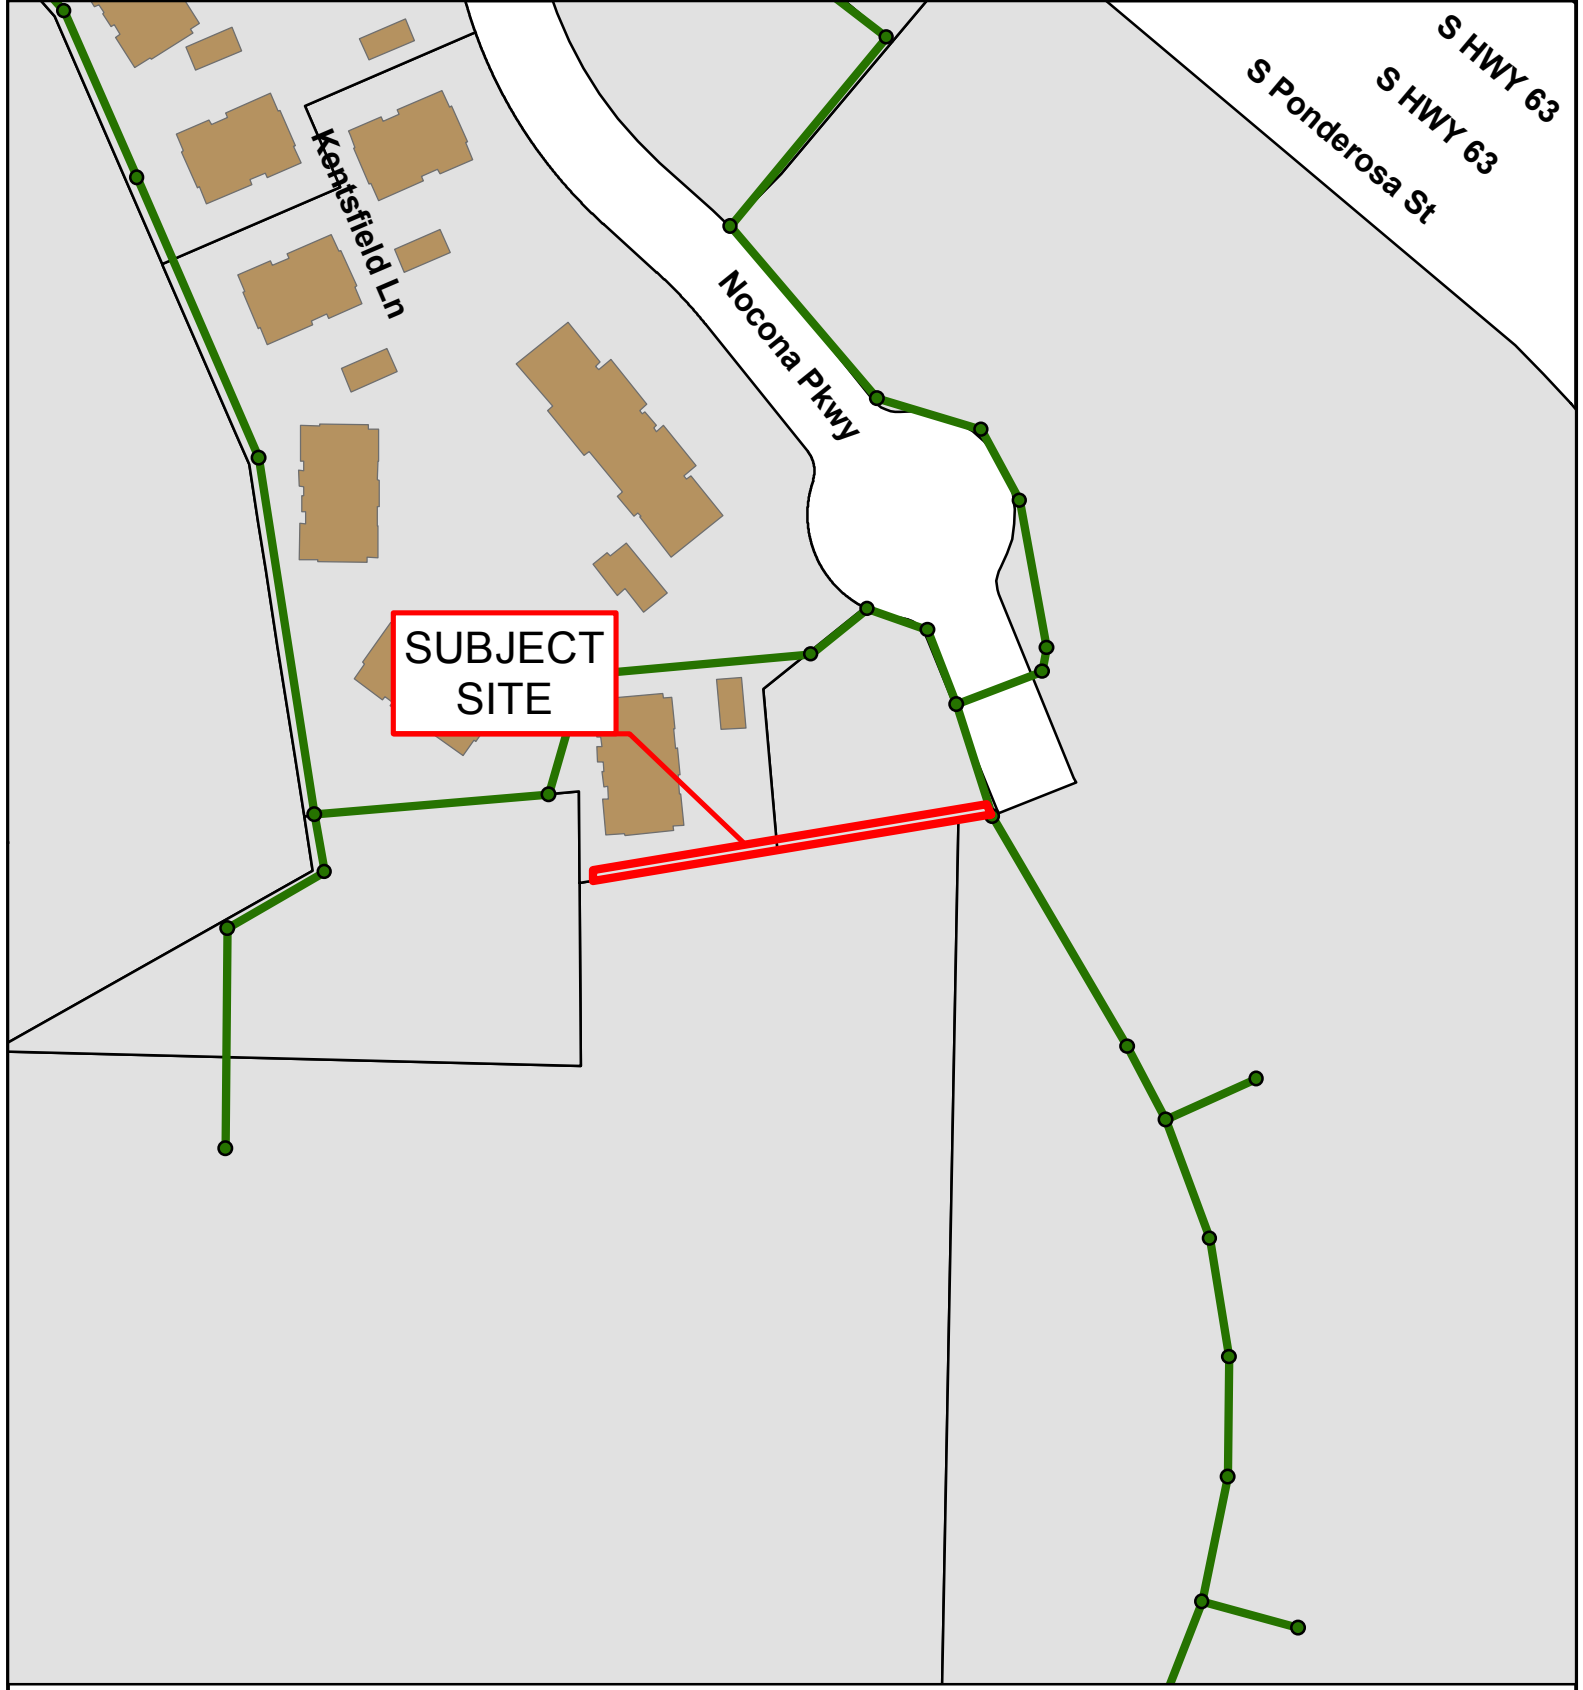 S HWY 63
S HWY 63
S Ponderosa St
Kentsfield Ln
Nocona Pkwy
SUBJECT
SITE